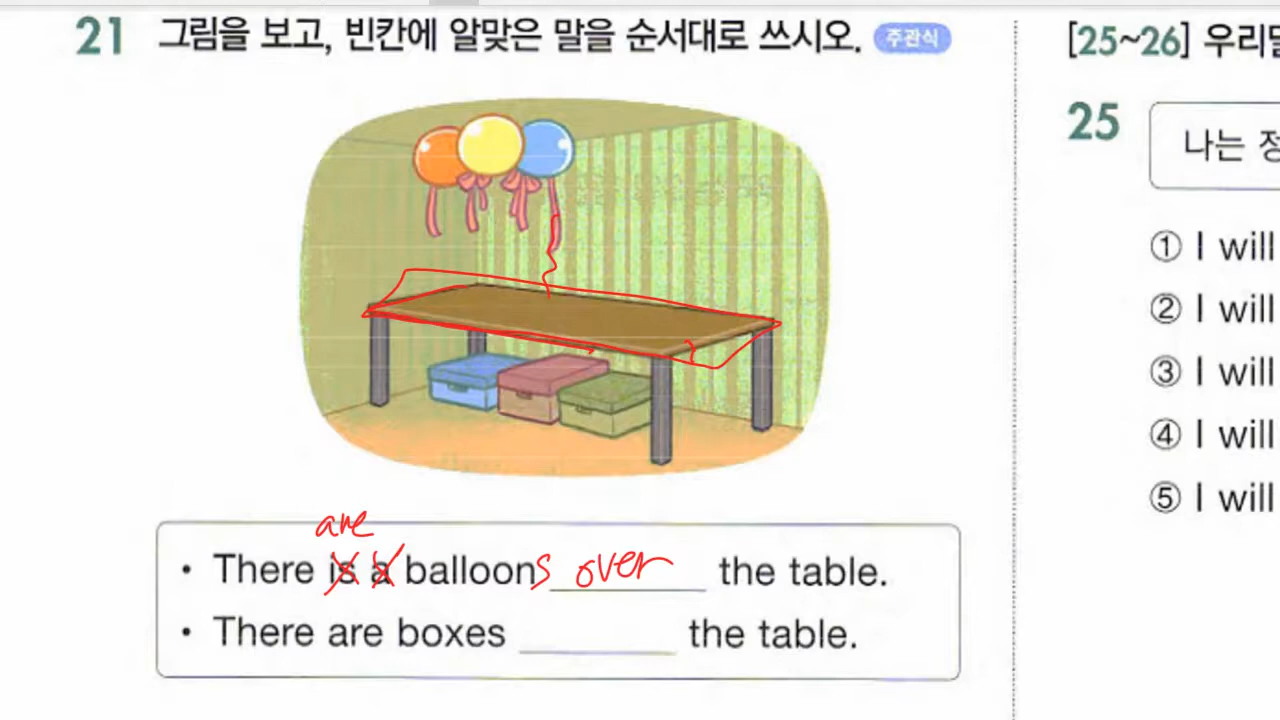 21 그림을 보고, 빈칸에 알맞은 말을 순서대로 쓰시오. 주관식
are
• There is a balloons over the table.
• There are boxes ________ the table.
[25~26] 우리말
25
나는 정
① I will
② I will
③ I will
④ I will
⑤ I will